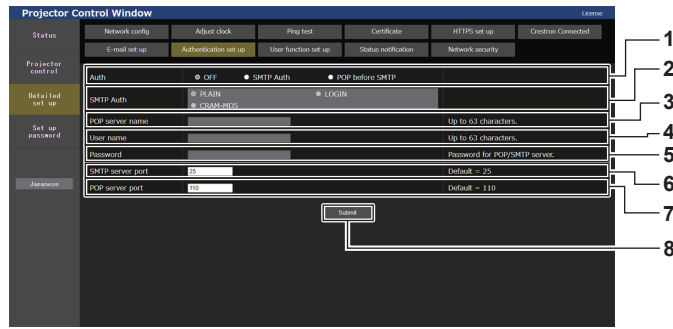 Projector Control Window
License
Status
Network config
Adjust clock
Ping test
Certificate
HTTPS set up
Crestron Connected
E-mail set up
Authentication set up
User function set up
Status notification
Network security
Projector
control
Detailed
set up
Set up
password
Japanese
Auth
OFF
SMTP Auth
POP before SMTP
1
SMTP Auth
PLAIN
LOGIN
CRAM-MD5
2
POP server name
Up to 63 characters.
3
User name
Up to 63 characters.
4
Password
Password for POP/SMTP server.
5
SMTP server port
25
Default = 25
6
POP server port
110
Default = 110
7
Submit
8